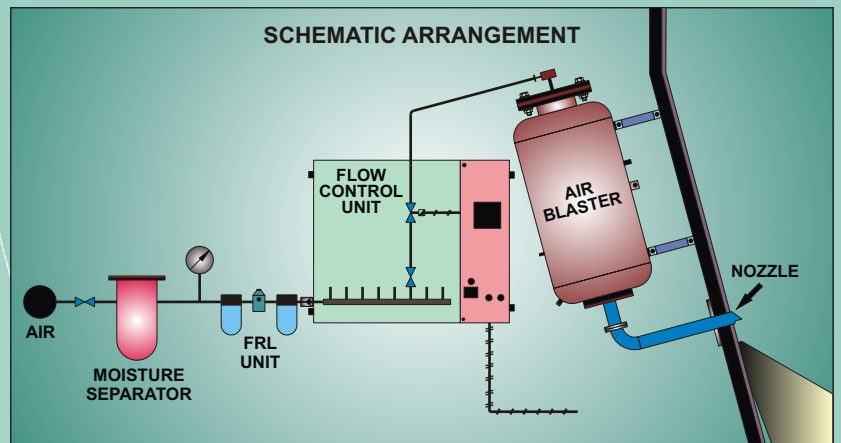 SCHEMATIC ARRANGEMENT
FLOW
CONTROL
UNIT
AIR
BLASTER
NOZZLE
AIR
MOISTURE
SEPARATOR
FRL
UNIT